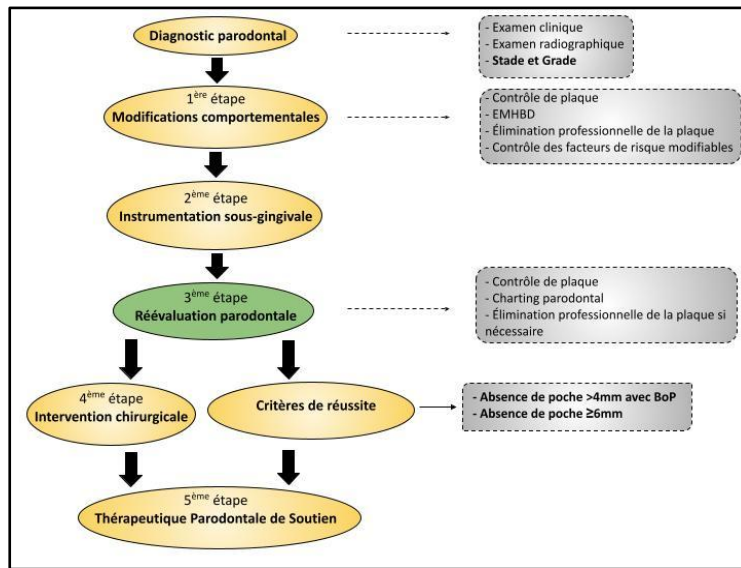 Diagnostic parodontal
- Examen clinique
- Examen radiographique
- Stade et Grade
1ère étape
Modifications comportementales
- Contrôle de plaque
- EMHBD
- Élimination professionnelle de la plaque
- Contrôle des facteurs de risque modifiables
2ème étape
Instrumentation sous-gingivale
3ème étape
Réévaluation parodontale
- Contrôle de plaque
- Charting parodontal
- Élimination professionnelle de la plaque si
nécessaire
4ème étape
Intervention chirurgicale
Critères de réussite
- Absence de poche >4mm avec BoP
- Absence de poche ≥6mm
5ème étape
Thérapeutique Parodontale de Soutien